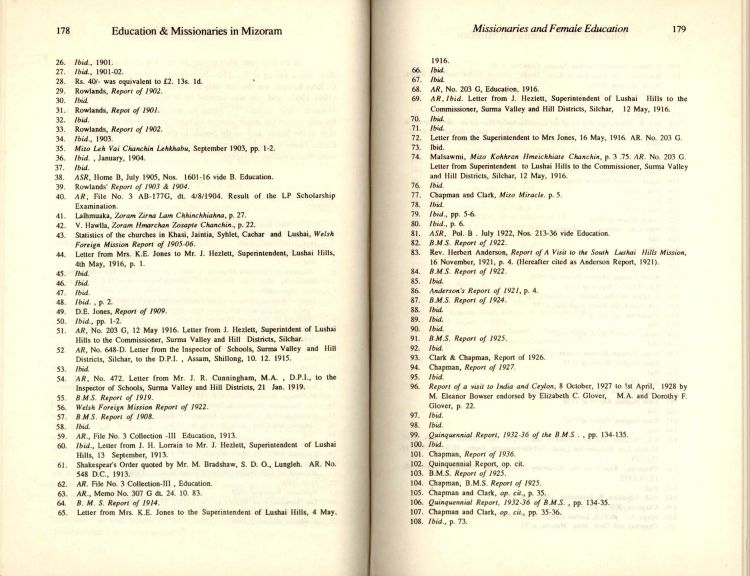 178 Education & Missionaries in Mizoram
26. Ibid., 1901.
27. Ibid., 1901-02.
28. Rs. 40/- was equivalent to £2. 13s. 1d.
29. Rowlands, Report of 1902.
30. Ibid.
31. Rowlands, Repot of 1901.
32. Ibid.
33. Rowlands, Report of 1902.
34. Ibid., 1903.
35. Mizo Leh Vai Chanchin Lehkhabu, September 1903, pp. 1-2.
36. Ibid. , January, 1904.
37. Ibid.
38. ASR, Home B, July 1905, Nos. 1601-16 vide B. Education.
39. Rowlands' Report of 1903 & 1904.
40. AR, File No. 3 AB-177G, dt. 4/8/1904. Result of the LP Scholarship
Examination.
41. Lalhmuaka, Zoram Zirna Lam Chhinchhiahna, p. 27.
42. V. Hawlla, Zoram Hmarchan Zosapte Chanchin., p. 22.
43. Statistics of the churches in Khasi, Jaintia, Syhlet, Cachar and Lushai, Welsh
Foreign Mission Report of 1905-06.
44. Letter from Mrs. K.E. Jones to Mr. J. Hezlett, Superintendent, Lushai Hills,
4th May, 1916, p. 1.
45. Ibid.
46. Ibid.
47. Ibid.
48. Ibid. , p. 2.
49. D.E. Jones, Report of 1909.
50. Ibid., pp. 1-2.
51. AR, No. 203 G, 12 May 1916. Letter from J. Hezlett, Superintdent of Lushai
Hills to the Commissioner, Surma Valley and Hill Districts, Silchar.
52 AR, No. 648-D. Letter from the Inspector of Schools, Surma Valley and Hill
Districts, Silchar, to the D.P.I. , Assam, Shillong, 10. 12. 1915.
53. Ibid.
54. AR, No. 472. Letter from Mr. J. R. Cunningham, M.A. , D.P.I., to the
Inspector of Schools, Surma Valley and Hill Districts, 21 Jan. 1919.
55. B.M.S. Report of 1919.
56. Welsh Foreign Mission Report of 1922.
57. B.M.S. Report of 1908.
58. Ibid.
59. AR., File No. 3 Collection -III Education, 1913.
60. Ibid., Letter from J. H. Lorrain to Mr. J. Hezlett, Superintendent of Lushai
Hills, 13 September, 1913.
61. Shakespear's Order quoted by Mr. M. Bradshaw, S. D. O., Lungleh. AR. No.
548 D.C., 1913.
62. AR. File No. 3 Collection-III , Education.
63. AR., Memo No. 307 G dt. 24. 10. 83.
64. B. M. S. Report of 1914.
65. Letter from Mrs. K.E. Jones to the Superintendent of Lushai Hills, 4 May,
Missionaries and Female Education 179
1916.
66. Ibid.
67. Ibid.
68. AR, No. 203 G, Education, 1916.
69. AR, Ibid. Letter from J. Hezlett, Superintendent of Lushai Hills to the
Commissioner, Surma Valley and Hill Districts, Silchar, 12 May, 1916.
70. Ibid.
71. Ibid.
72. Letter from the Superintendent to Mrs Jones, 16 May, 1916. AR. No. 203 G.
73. Ibid.
74. Malsawmi, Mizo Kohhran Hmeichhiate Chanchin, p. 3 .75. AR. No. 203 G.
Letter from Superintendent to Lushai Hills to the Commissioner, Surma Valley
and Hill Districts, Silchar, 12 May, 1916.
76. Ibid.
77. Chapman and Clark, Mizo Miracle. p. 5.
78. Ibid.
79. Ibid., pp. 5-6.
80. Ibid., p. 6.
81. ASR, Pol. B . July 1922, Nos. 213-36 vide Education.
82. B.M.S. Report of 1922.
83. Rev. Herbert Anderson, Report of A Visit to the South Lushai Hills Mission,
16 November, 1921, p. 4. (Hereafter cited as Anderson Report, 1921).
84. B.M.S. Report of 1922.
85. Ibid.
86. Anderson's Report of 1921, p. 4.
87. B.M.S. Report of 1924.
88. Ibid.
89. Ibid.
90. Ibid.
91. B.M.S. Report of 1925.
92. Ibid.
93. Clark & Chapman, Report of 1926.
94. Chapman, Report of 1927.
95. Ibid.
96. Report of a visit to India and Ceylon, 8 October, 1927 to !st April, 1928 by
M. Eleanor Bowser endorsed by Elizabeth C. Glover, M.A. and Dorothy F.
Glover, p. 22.
97. Ibid.
98. Ibid.
99. Quinquennial Report, 1932-36 of the B.M.S . , pp. 134-135.
100. Ibid.
101. Chapman, Report of 1936.
102. Quinquennial Report, op. cit.
103. B.M.S. Report of 1925.
104. Chapman, B.M.S. Report of 1925.
105. Chapman and Clark, op. cit., p. 35.
106. Quinquennial Report, 1932-36 of B.M.S. , pp. 134-35.
107. Chapman and Clark, op. cit., pp. 35-36.
108. Ibid., p. 73.